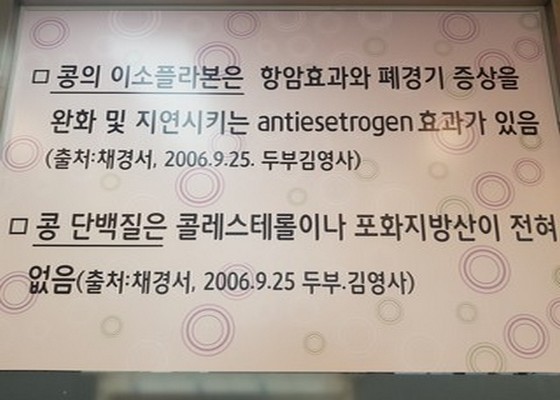 □ 콩의 이소플라본은 항암효과와 폐경기 증상을
완화 및 지연시키는 antiesetrogen 효과가 있음
(출처:채경서, 2006.9.25. 두부김영사)
□ 콩 단백질은 콜레스테롤이나 포화지방산이 전혀
없음(출처:채경서, 2006.9.25 두부.김영사)